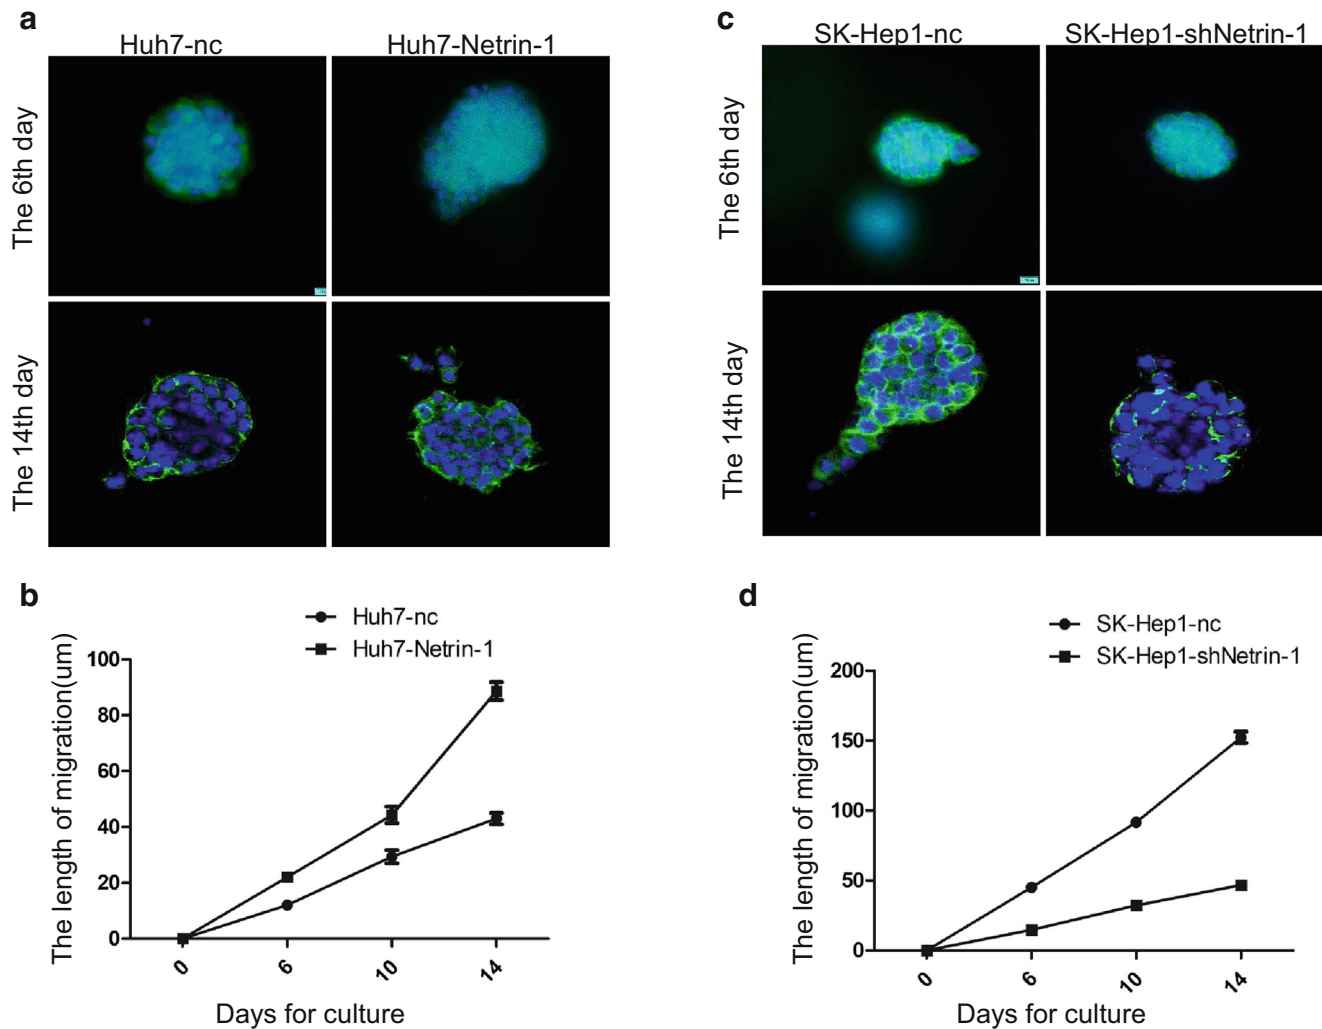 a
Huh7-nc
Huh7-Netrin-1
The 6th day
The 14th day
c
SK-Hep1-nc
SK-Hep1-shNetrin-1
The 6th day
The 14th day
b
Huh7-nc
Huh7-Netrin-1
The length of migration(um)
100
80
60
40
20
0
0
6
10
14
Days for culture
d
SK-Hep1-nc
SK-Hep1-shNetrin-1
The length of migration(um)
200
150
100
50
0
0
6
10
14
Days for culture